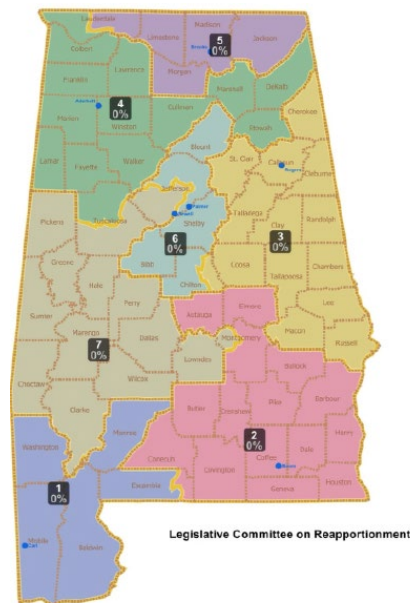 Lauderdale
Limestone
Madison
Jackson
5
0%
Colbert
Lawrence
Morgan
Franklin
Marshall
DeKalb
4
0%
Cullman
Cherokee
Marion
Winston
Etowah
Blount
Lamar
Fayette
Walker
St. Clair
Calhoun
Cleburne
Jefferson
Pickens
Tuscaloosa
Shelby
Talladega
Randolph
Clay
6
0%
3
0%
Greene
Bibb
Hale
Chilton
Coosa
Tallapoosa
Chambers
Perry
Sumter
Autauga
Elmore
Lee
Marengo
Dallas
Montgomery
Macon
Russell
7
0%
Lowndes
Bullock
Choctaw
Wilcox
Butler
Crenshaw
Pike
Barbour
Clarke
Washington
Monroe
2
0%
Henry
Conecuh
Covington
Coffee
Dale
1
0%
Escambia
Geneva
Houston
Mobile
Baldwin
Legislative Committee on Reapportionment